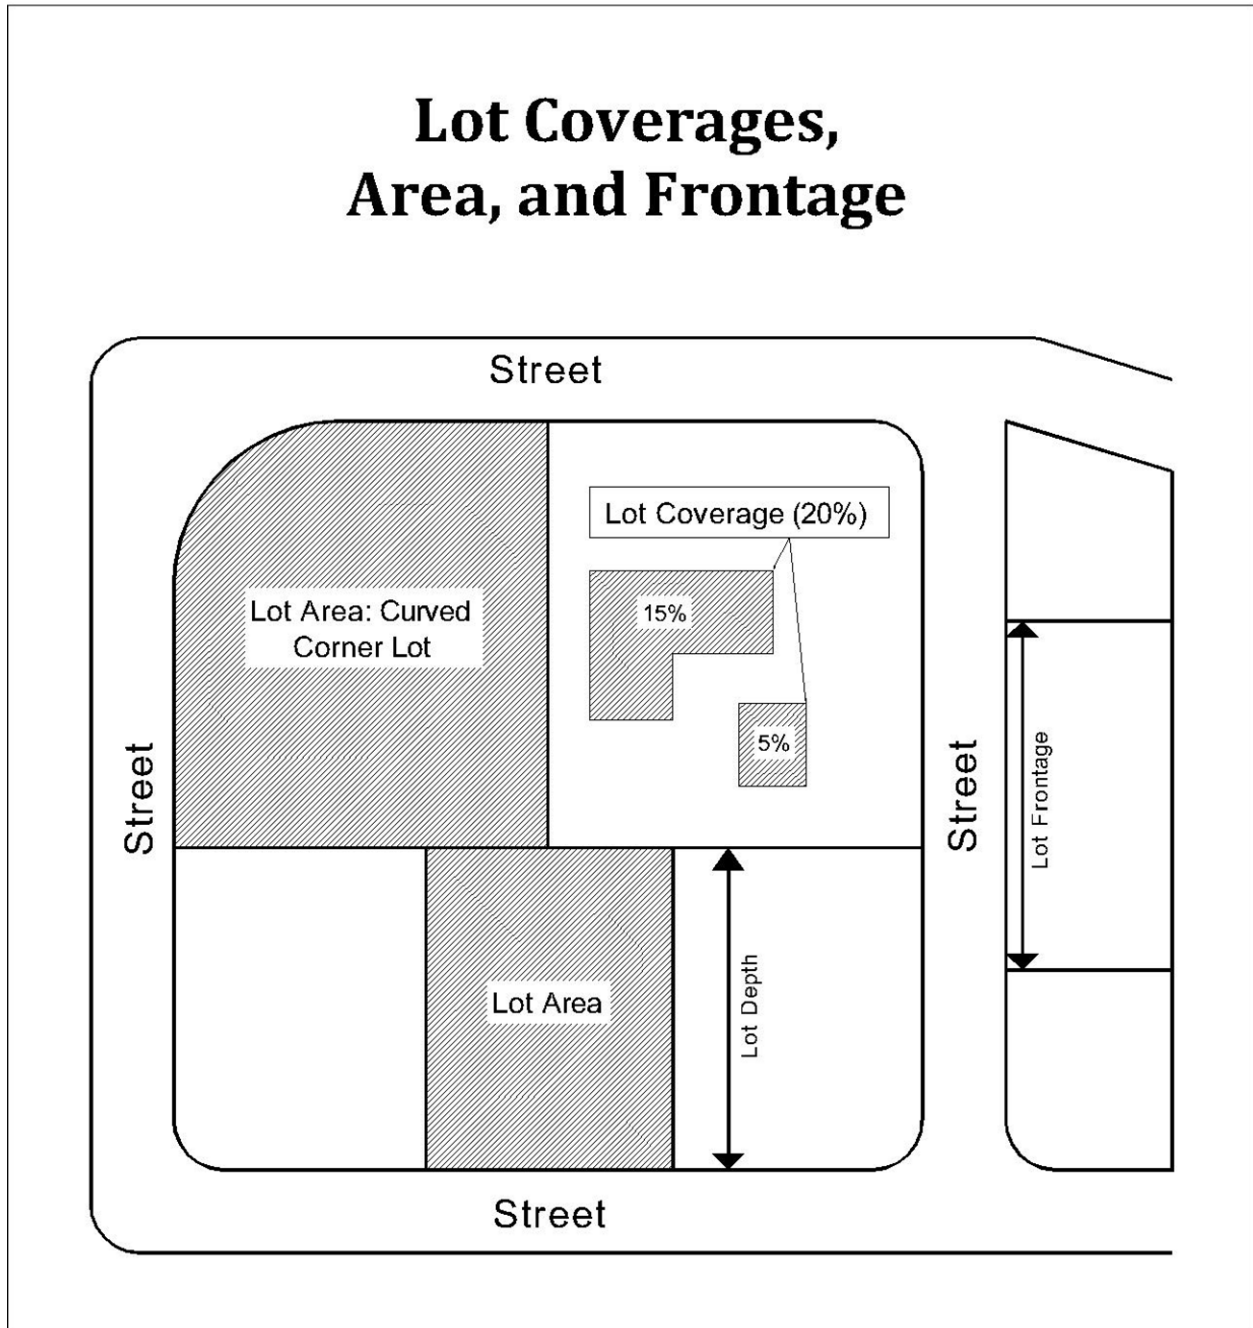 Lot Coverages,
Area, and Frontage
Street
Lot Coverage (20%)
15%
Lot Area: Curved
Corner Lot
5%
Street
Street
Lot Frontage
Lot Area
Lot Depth
Street